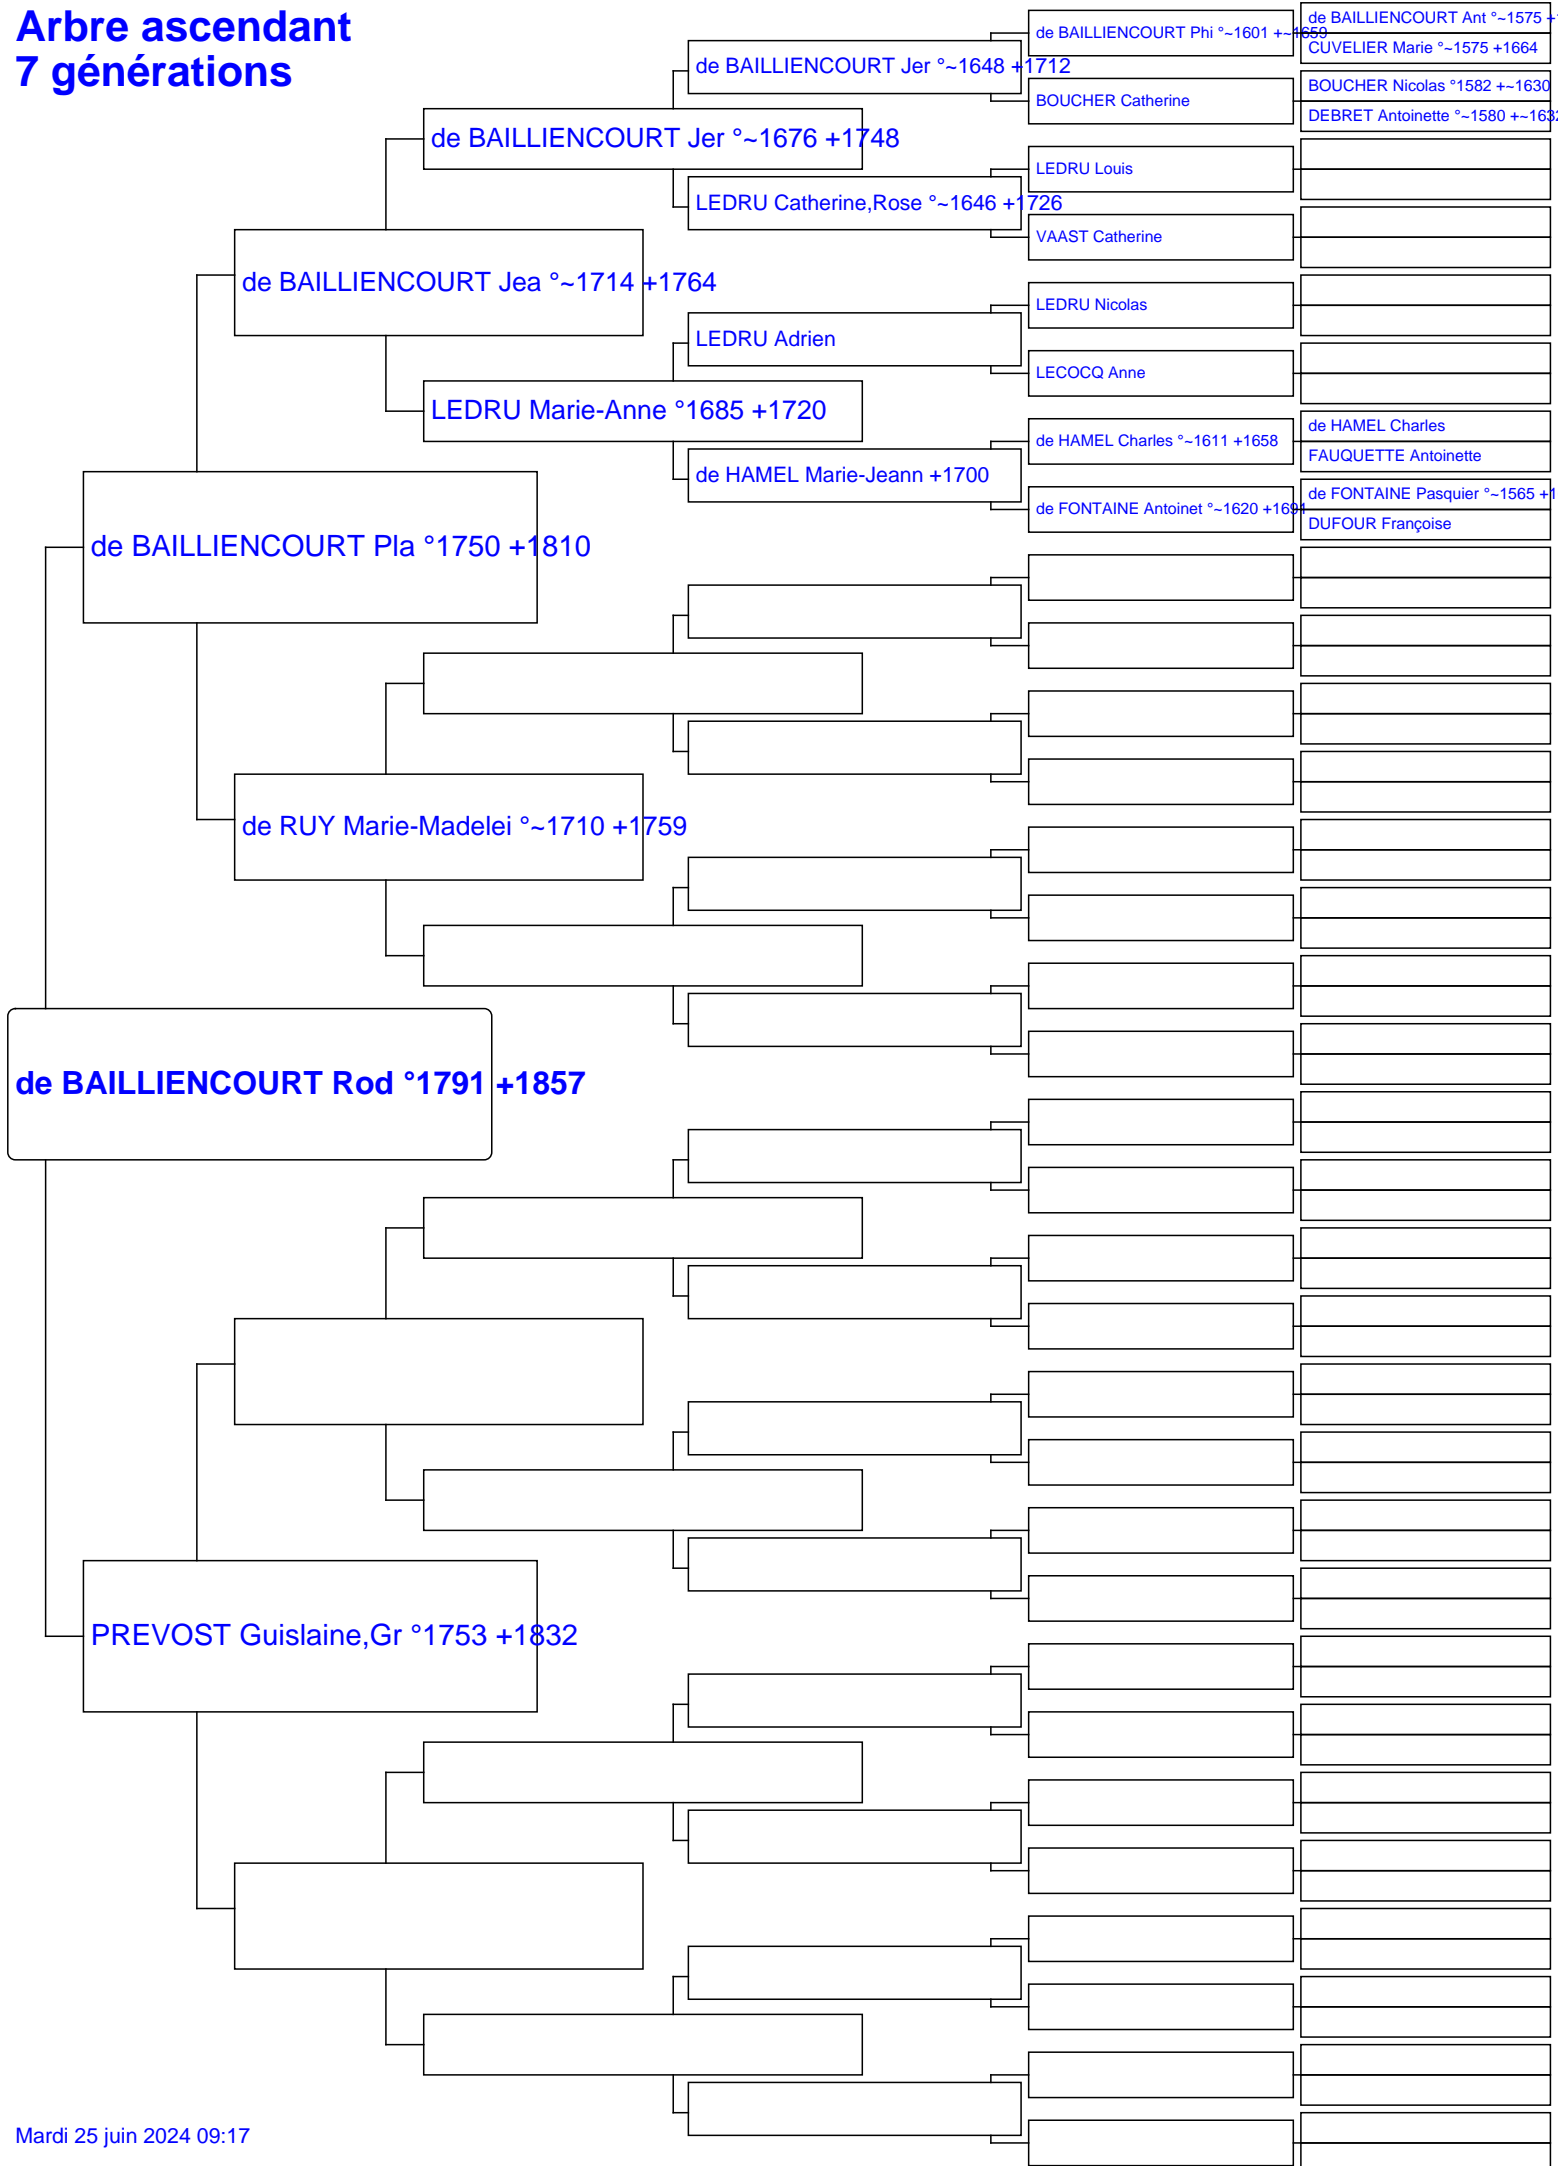 Arbre ascendant
7 générations
de BAILLIENCOURT Ant °~1575 +
de BAILLIENCOURT Phi °~1601 +~1659
CUVELIER Marie °~1575 +1664
de BAILLIENCOURT Jer °~1648 +1712
BOUCHER Nicolas °1582 +~1630
BOUCHER Catherine
DEBRET Antoinette °~1580 +~1632
de BAILLIENCOURT Jer °~1676 +1748
LEDRU Louis
LEDRU Catherine,Rose °~1646 +1726
VAAST Catherine
de BAILLIENCOURT Jea °~1714 +1764
LEDRU Nicolas
LEDRU Adrien
LECOCQ Anne
LEDRU Marie-Anne °1685 +1720
de HAMEL Charles
de HAMEL Charles °~1611 +1658
FAUQUETTE Antoinette
de HAMEL Marie-Jeann +1700
de FONTAINE Pasquier °~1565 +1
de FONTAINE Antoinet °~1620 +1691
DUFOUR Françoise
de BAILLIENCOURT Pla °1750 +1810
de RUY Marie-Madelei °~1710 +1759
de BAILLIENCOURT Rod °1791 +1857
PREVOST Guislaine,Gr °1753 +1832
Mardi 25 juin 2024 09:17